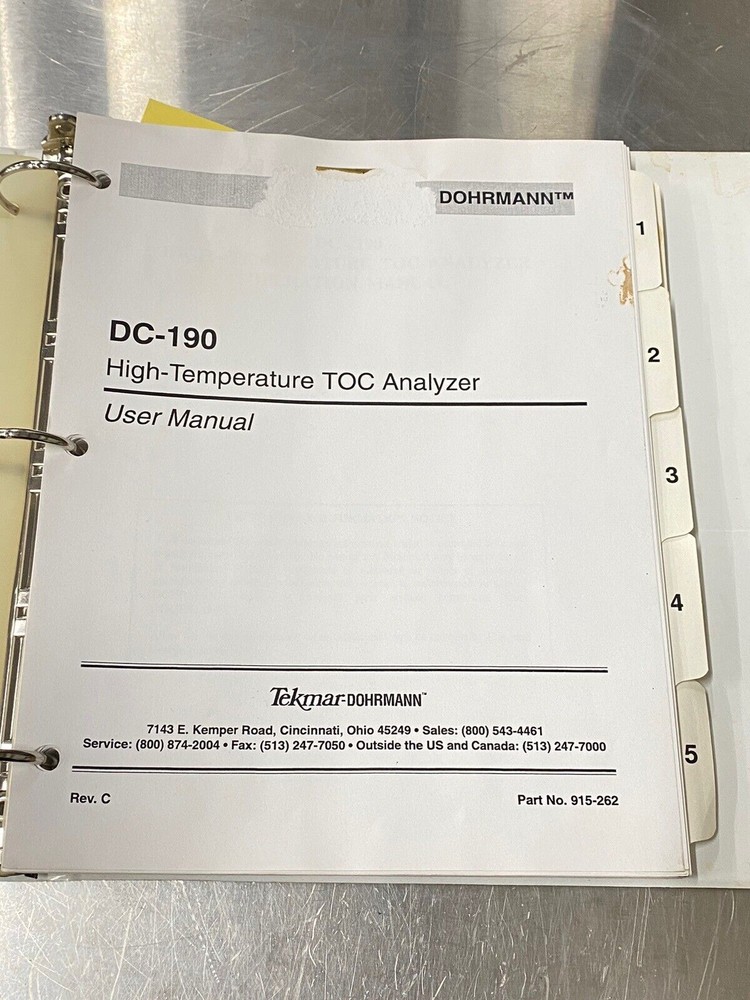 DOHRMANN™
1
DC-190
2
High-Temperature TOC Analyzer
User Manual
3
4
Tekmar-DOHRMANN™
7143 E. Kemper Road, Cincinnati, Ohio 45249 • Sales: (800) 543-4461
Service: (800) 874-2004 • Fax: (513) 247-7050 • Outside the US and Canada: (513) 247-7000
5
Rev. C
Part No. 915-262